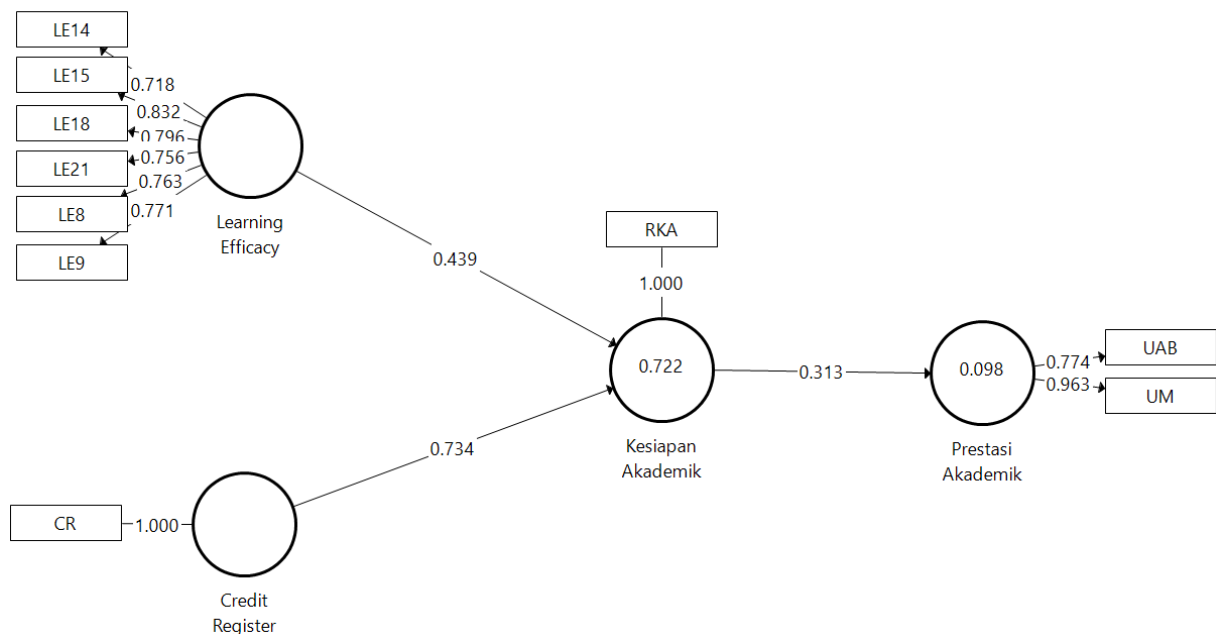 LE14
0.718
LE15
0.832
LE18
0.796
LE21
0.756
0.763
LE8
0.771
LE9
Learning
Efficacy
0.439
RKA
1.000
0.722
Kesiapan
Akademik
0.313
0.098
Prestasi
Akademik
0.774
UAB
0.963
UM
0.734
CR
1.000
Credit
Register